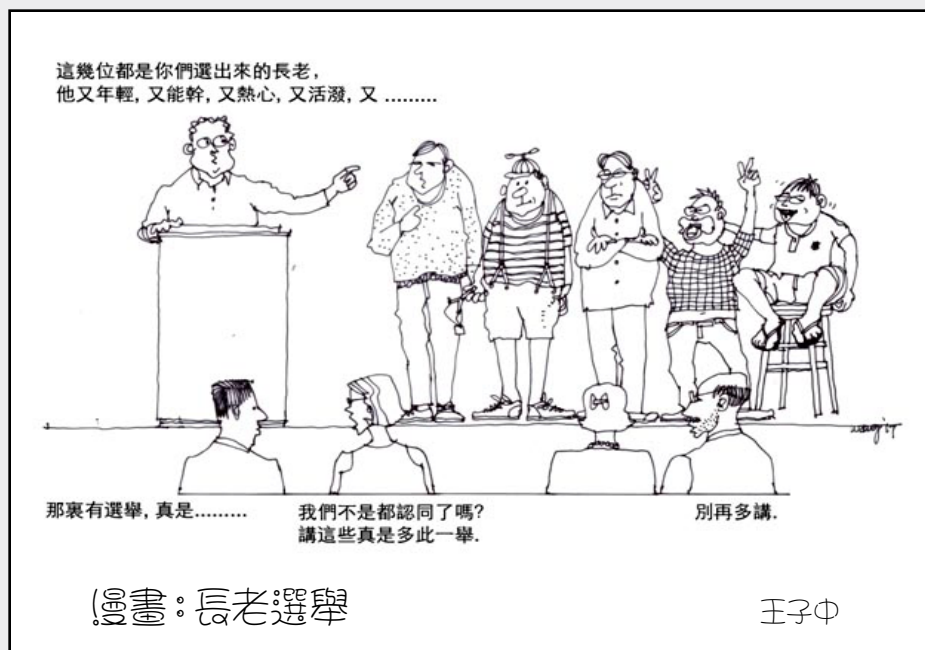 這幾位都是你們選出來的長老,
他又年輕, 又能幹, 又熱心, 又活潑, 又 .........
那裏有選舉, 真是.........
我們不是都認同了嗎?
講這些真是多此一舉.
別再多講.
漫畫：長老選舉
王子中